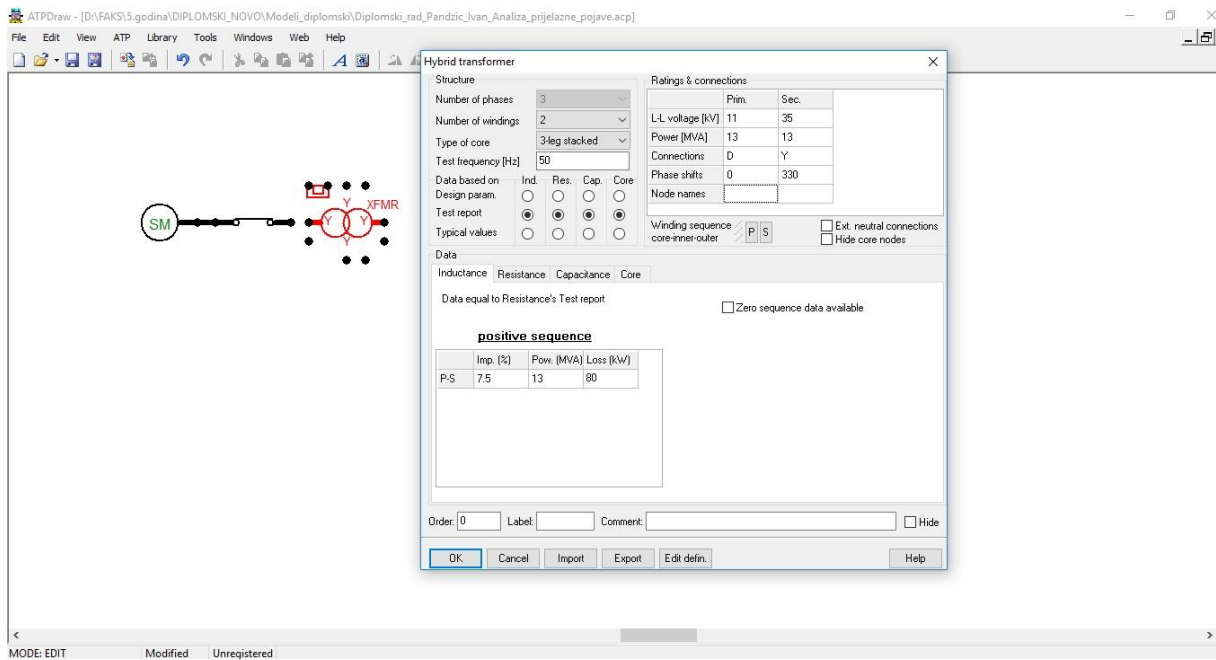 ATPDraw - [D:\FAKS\5.godina\DIPLOMSKI_NOVO\Modeli_diplomski\Diplomski_rad_Pandzic_Ivan_Analiza_prijelazne_pojave.acp]
File Edit View ATP Library Tools Windows Web Help
Hybrid transformer
Structure
Number of phases 3
Number of windings 2
Type of core 3-leg stacked
Test frequency [Hz] 50
Data based on Ind. Res. Cap. Core
Design param.
Test report
Typical values
Ratings & connections
Prim. Sec.
L-L voltage [kV] 11 35
Power [MVA] 13 13
Connections D Y
Phase shifts 0 330
Node names
Winding sequence P S
core-inner-outer
Ext. neutral connections
Hide core nodes
Data
Inductance Resistance Capacitance Core
Data equal to Resistance's Test report
Zero sequence data available
positive sequence
Imp. (%) Pow. (MVA) Loss (kW)
P-S 7.5 13 80
Order: 0 Label: Comment: Hide
OK Cancel Import Export Edit defin. Help
SM
XFMR
Y
Y Y
Y
MODE: EDIT Modified Unregistered